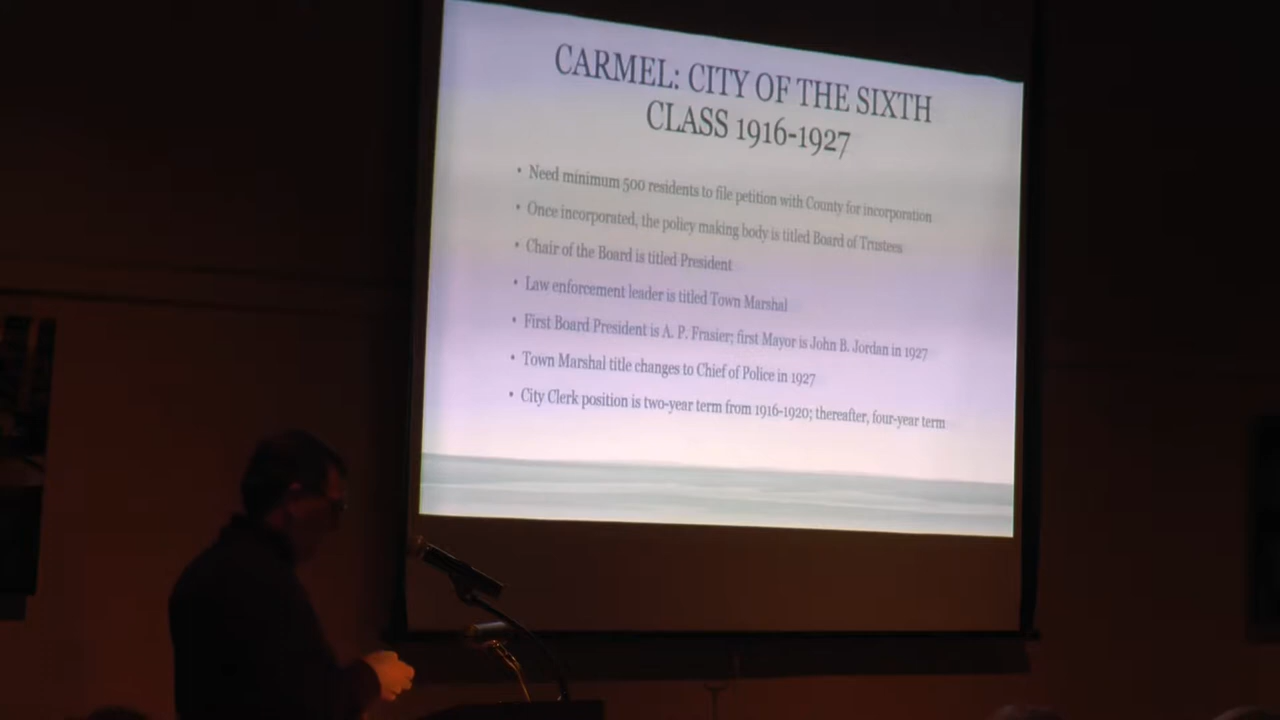 CARMEL: CITY OF THE SIXTH
CLASS 1916-1927
• Need minimum 500 residents to file petition with County for incorporation
• Once incorporated, the policy making body is titled Board of Trustees
• Chair of the Board is titled President
• Law enforcement leader is titled Town Marshal
• First Board President is A. P. Frasier; first Mayor is John B. Jordan in 1927
• Town Marshal title changes to Chief of Police in 1927
• City Clerk position is two-year term from 1916-1920; thereafter, four-year term